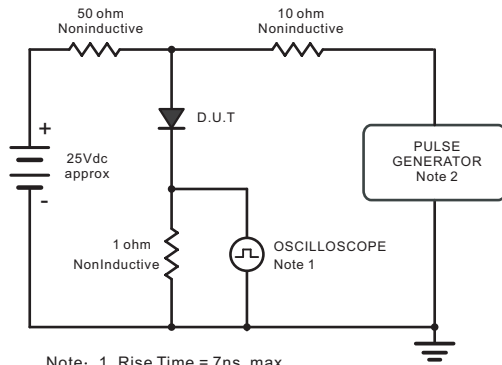 50 ohm
Noninductive
10 ohm
Noninductive
D.U.T
+
25Vdc
approx
-
PULSE
GENERATOR
Note 2
1 ohm
NonInductive
OSCILLOSCOPE
Note 1
Note: 1. Rise Time = 7ns, max.